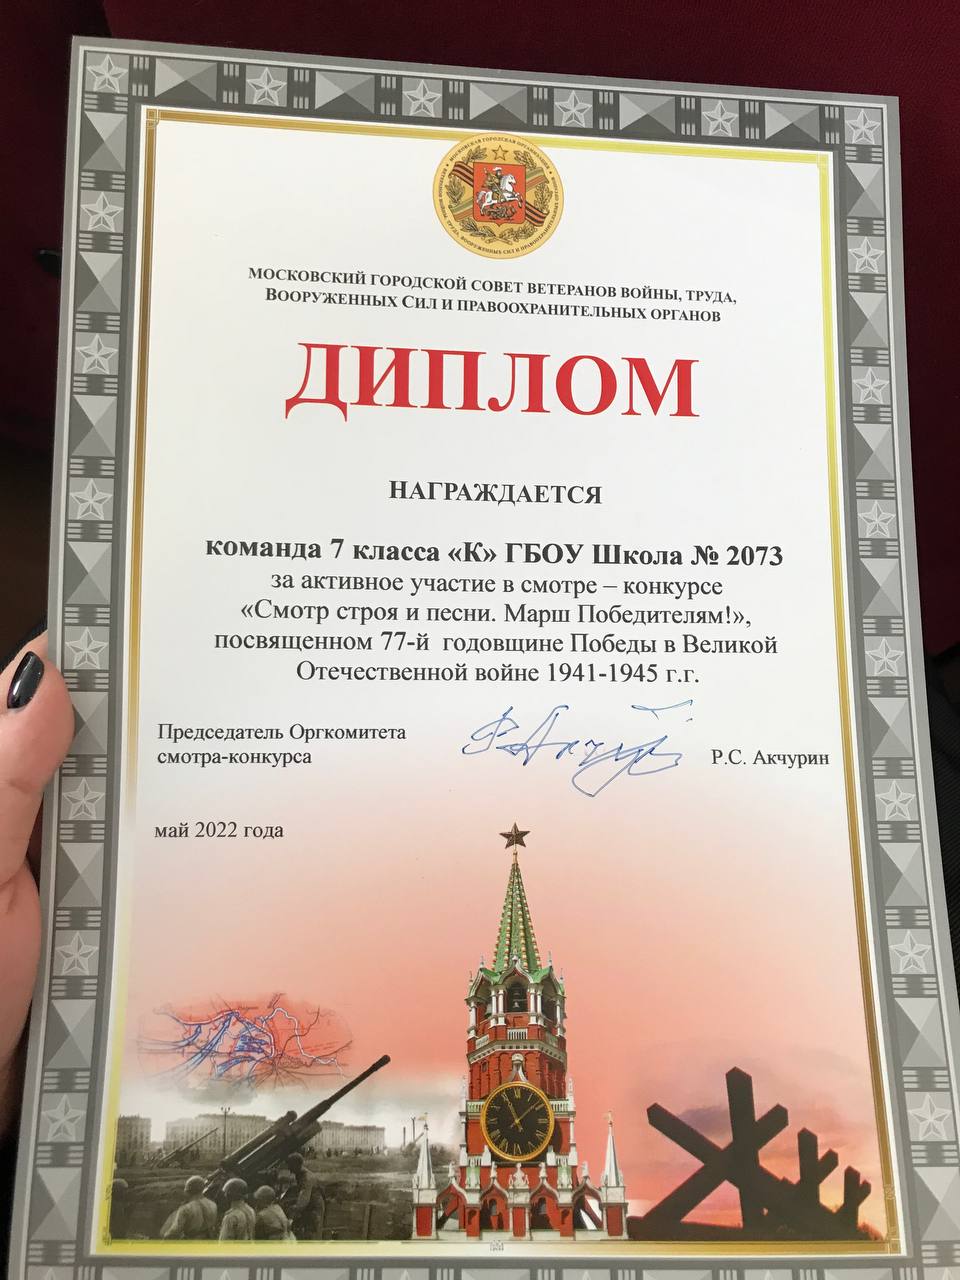 МОСКОВСКИЙ ГОРОДСКОЙ СОВЕТ ВЕТЕРАНОВ ВОЙНЫ, ТРУДА,
ВООРУЖЕННЫХ СИЛ И ПРАВООХРАНИТЕЛЬНЫХ ОРГАНОВ
ДИПЛОМ
НАГРАЖДАЕТСЯ
команда 7 класса «К» ГБОУ Школа № 2073
за активное участие в смотре – конкурсе
«Смотр строя и песни. Марш Победителям!»,
посвященном 77-й годовщине Победы в Великой
Отечественной войне 1941-1945 г.г.
Председатель Оргкомитета
смотра-конкурса
Р.С. Акчурин
май 2022 года